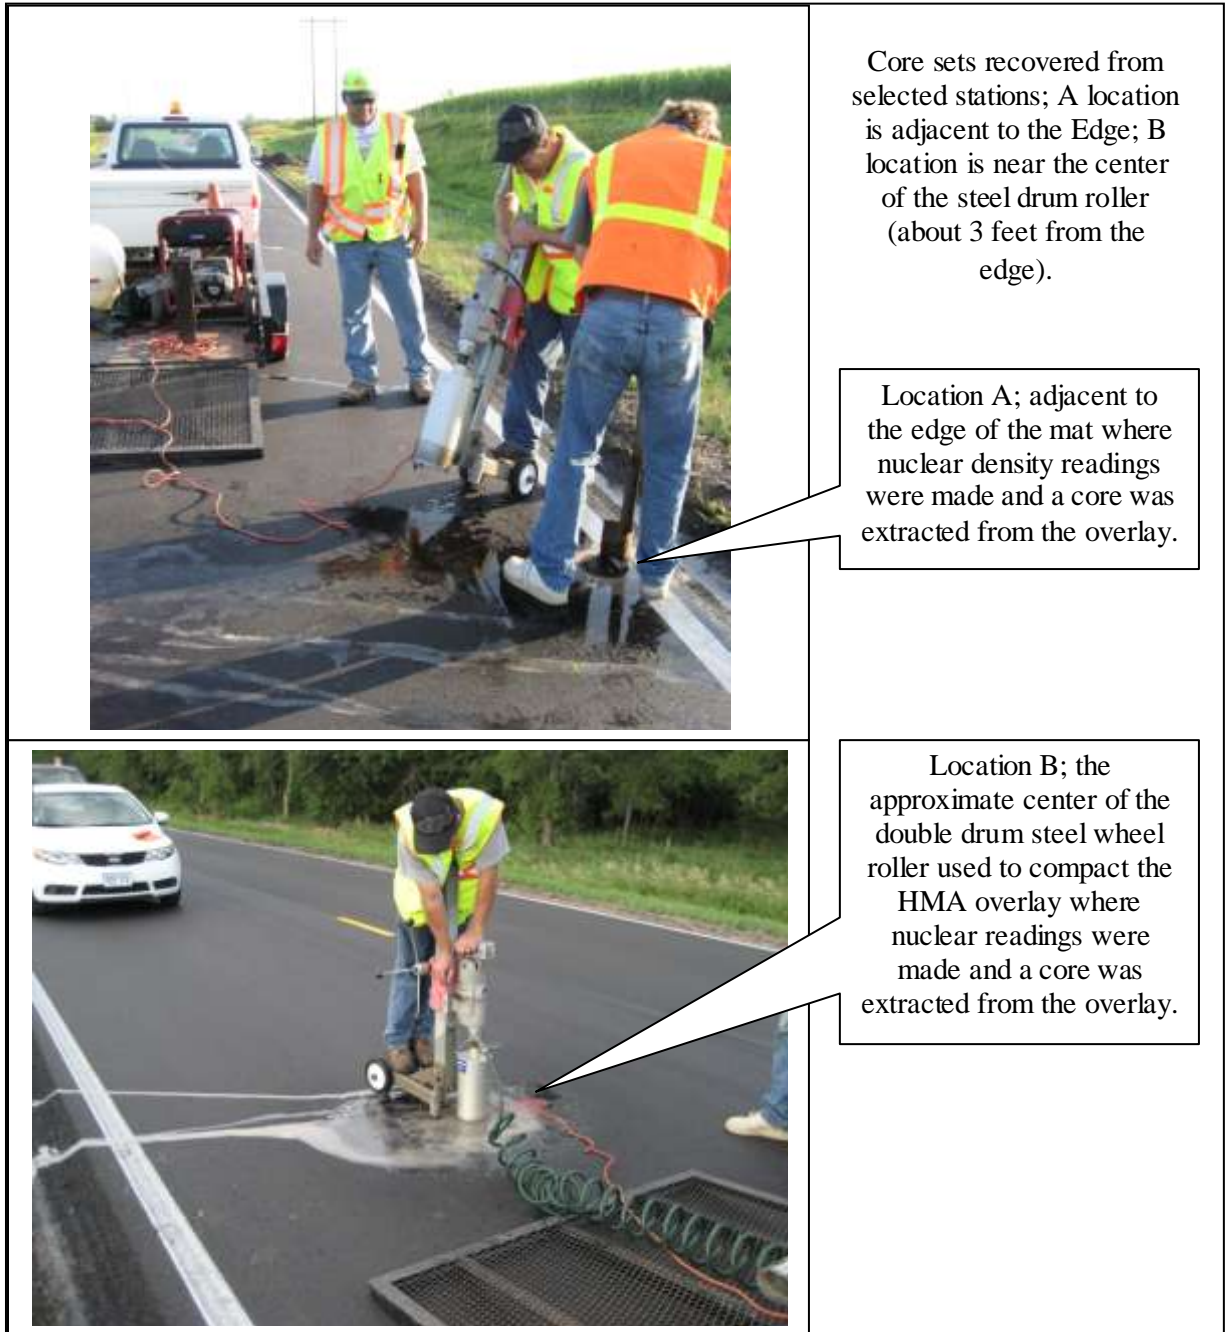 Core sets recovered from
selected stations; A location
is adjacent to the Edge; B
location is near the center
of the steel drum roller
(about 3 feet from the
edge).
Location A; adjacent to
the edge of the mat where
nuclear density readings
were made and a core was
extracted from the overlay.
Location B; the
approximate center of the
double drum steel wheel
roller used to compact the
HMA overlay where
nuclear readings were
made and a core was
extracted from the overlay.